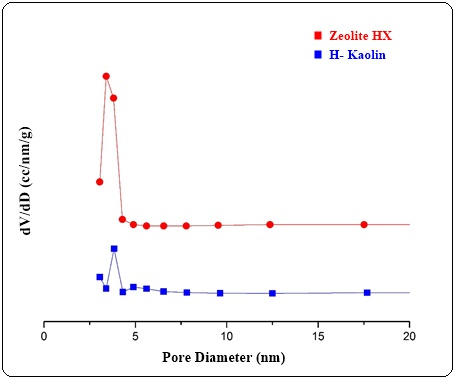 Zeolite HX
H- Kaolin
dV/dD (cc/nm/g)
0 5 10 15 20
Pore Diameter (nm)